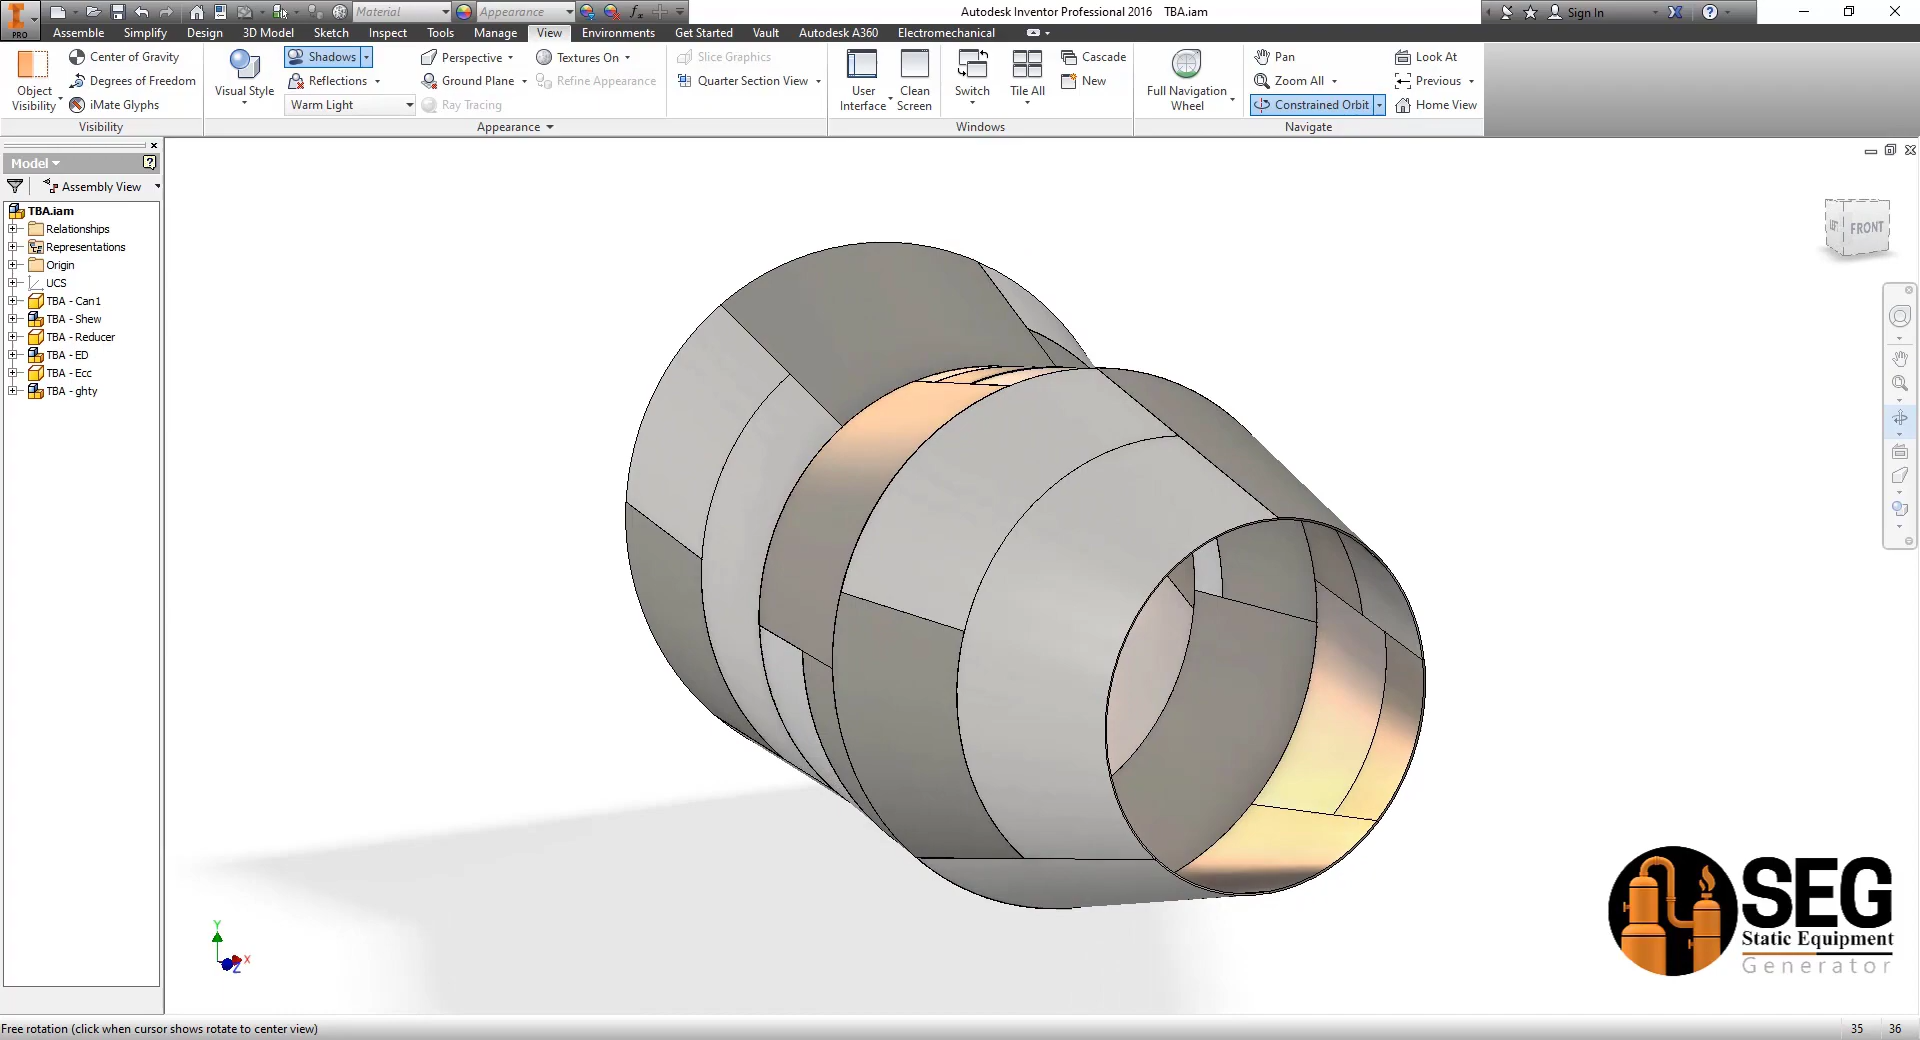 Material
Appearance
Autodesk Inventor Professional 2016 TBA.iam
Sign In
PRO
Assemble Simplify Design 3D Model Sketch Inspect Tools Manage View Environments Get Started Vault Autodesk A360 Electromechanical
Object Visibility
Center of Gravity
Degrees of Freedom
iMate Glyphs
Visibility
Visual Style
Shadows
Reflections
Warm Light
Perspective
Ground Plane
Ray Tracing
Textures On
Refine Appearance
Appearance
Slice Graphics
Quarter Section View
User Interface
Clean Screen
Switch
Tile All
Cascade
New
Windows
Full Navigation Wheel
Pan
Zoom All
Constrained Orbit
Look At
Previous
Home View
Navigate
Model
Assembly View
TBA.iam
Relationships
Representations
Origin
UCS
TBA - Can1
TBA - Shew
TBA - Reducer
TBA - ED
TBA - Ecc
TBA - ghty
FRONT
Y
X
Z
SEG
Static Equipment
Generator
Free rotation (click when cursor shows rotate to center view)
35 36